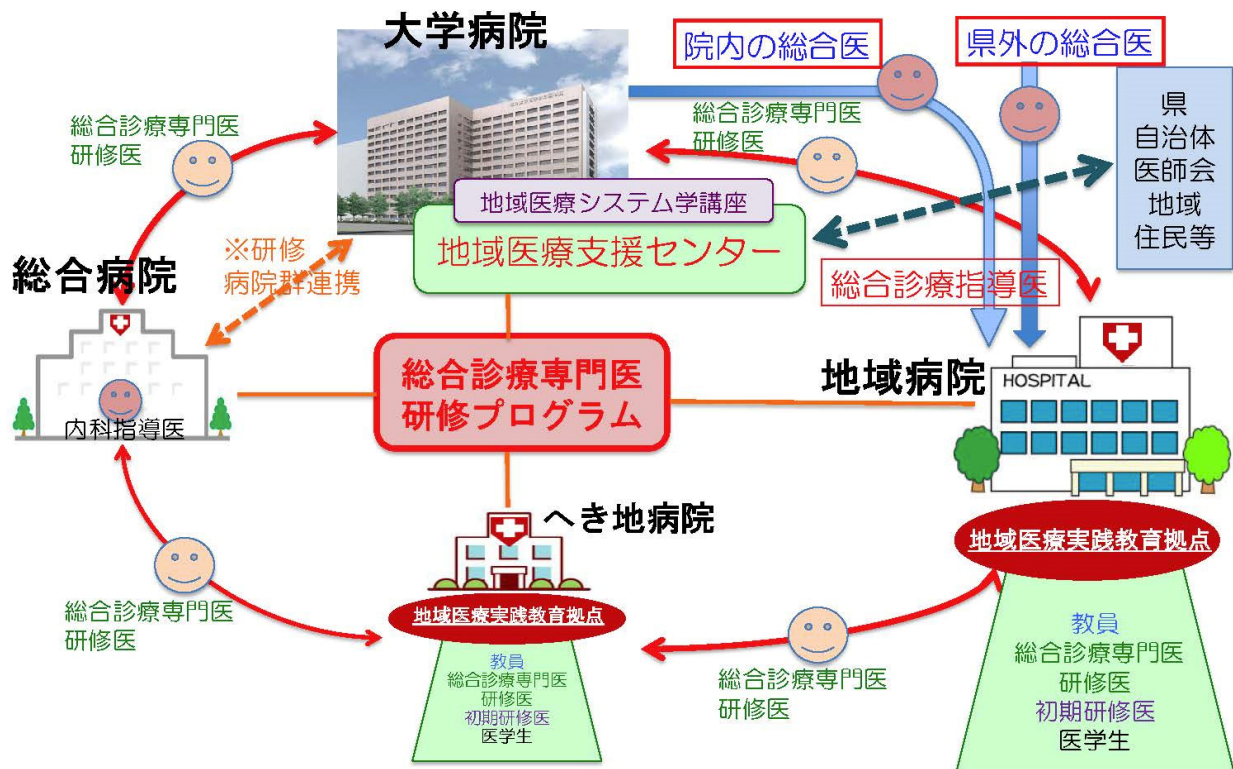 大学病院
院内の総合医
県外の総合医
総合診療専門医
研修医
総合診療専門医
研修医
県
自治体
医師会
地域
住民等
地域医療システム学講座
地域医療支援センター
※研修
病院群連携
総合診療指導医
総合病院
内科指導医
総合診療専門医
研修プログラム
地域病院
HOSPITAL
へき地病院
地域医療実践教育拠点
教員
総合診療専門医
研修医
初期研修医
医学生
地域医療実践教育拠点
教員
総合診療専門医
研修医
初期研修医
医学生
総合診療専門医
研修医
総合診療専門医
研修医